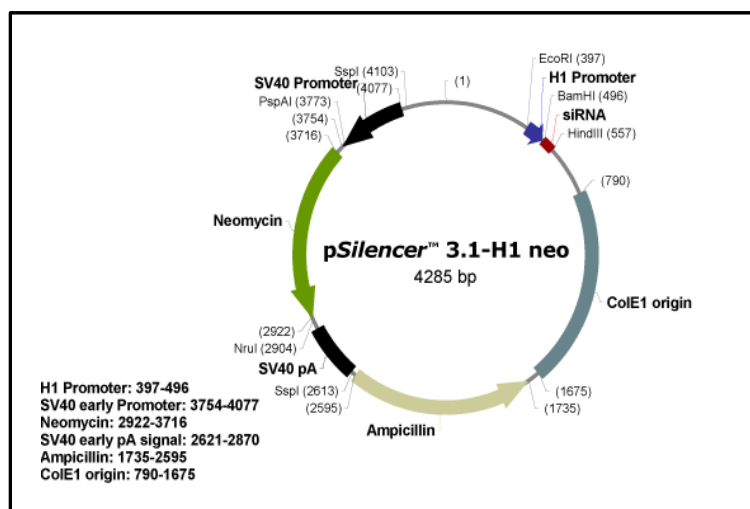 SspI (4103)
(4077)
SV40 Promoter
PspAI (3773)
(3754)
(3716)
(1)
EcoRI (397)
H1 Promoter
BamHI (496)
siRNA
HindIII (557)
(790)
Neomycin
pSilencer™ 3.1-H1 neo
4285 bp
ColE1 origin
(2922)
NruI (2904)
SV40 pA
SspI (2613)
(2595)
Ampicillin
(1675)
(1735)
H1 Promoter: 397-496
SV40 early Promoter: 3754-4077
Neomycin: 2922-3716
SV40 early pA signal: 2621-2870
Ampicillin: 1735-2595
ColE1 origin: 790-1675